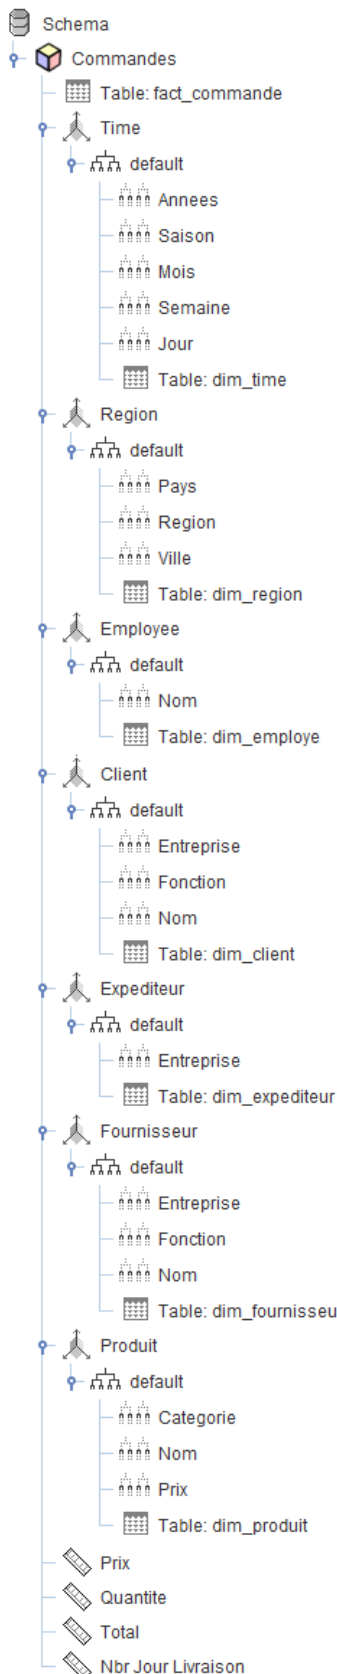 Schema
Commandes
Table: fact_commande
Time
default
Annees
Saison
Mois
Semaine
Jour
Table: dim_time
Region
default
Pays
Region
Ville
Table: dim_region
Employee
default
Nom
Table: dim_employe
Client
default
Entreprise
Fonction
Nom
Table: dim_client
Expediteur
default
Entreprise
Table: dim_expediteur
Fournisseur
default
Entreprise
Fonction
Nom
Table: dim_fournisseu
Produit
default
Categorie
Nom
Prix
Table: dim_produit
Prix
Quantite
Total
Nbr Jour Livraison